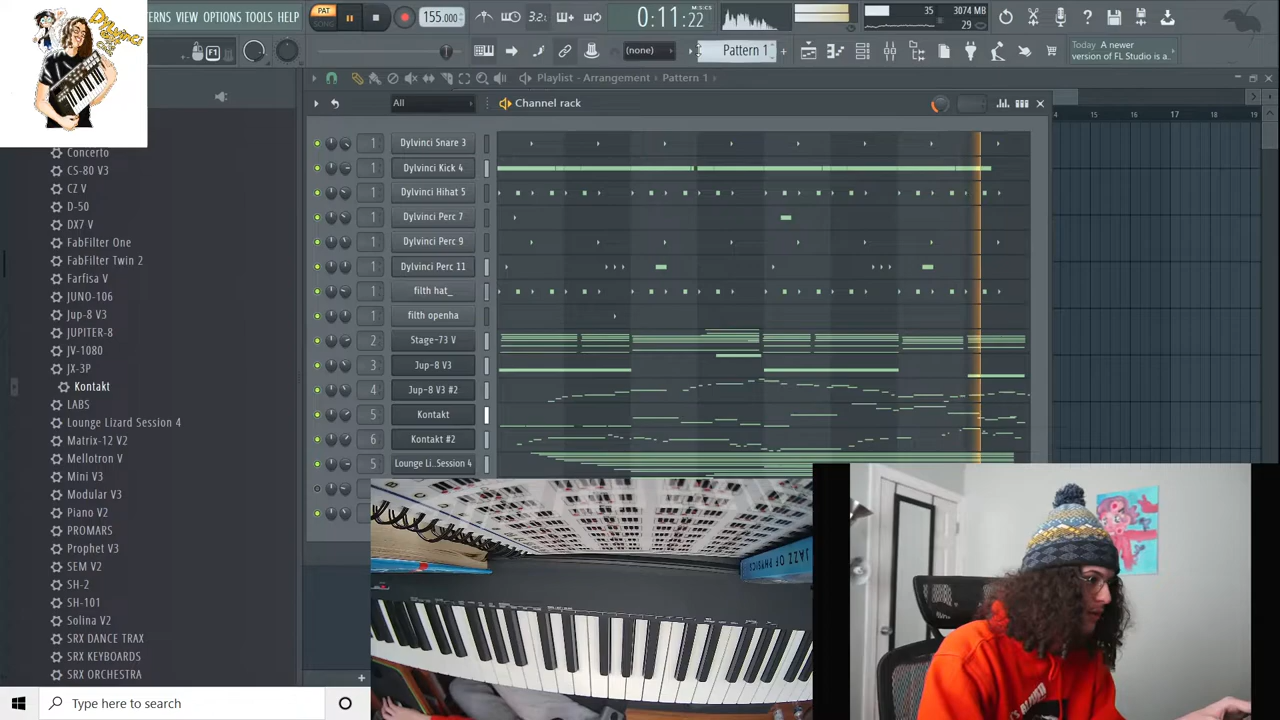 Dylvinci
ERNS OPTIONS TOOLS HELP
PAT
SONG
155.000
3.2:
0:11:22
M:S:CS
35
3074 MB
29
(none)
Pattern 1
Today A newer
version of FL Studio is a..
Playlist - Arrangement › Pattern 1 ›
All
Channel rack
4 15 16 17 18 19
Concerto
CS-80 V3
CZ V
D-50
DX7 V
FabFilter One
FabFilter Twin 2
Farfisa V
JUNO-106
Jup-8 V3
JUPITER-8
JV-1080
JX-3P
Kontakt
LABS
Lounge Lizard Session 4
Matrix-12 V2
Mellotron V
Mini V3
Modular V3
Piano V2
PROMARS
Prophet V3
SEM V2
SH-2
SH-101
Solina V2
SRX DANCE TRAX
SRX KEYBOARDS
SRX ORCHESTRA
1 Dylvinci Snare 3
1 Dylvinci Kick 4
1 Dylvinci Hihat 5
1 Dylvinci Perc 7
1 Dylvinci Perc 9
1 Dylvinci Perc 11
1 filth hat_
1 filth openha
2 Stage-73 V
3 Jup-8 V3
4 Jup-8 V3 #2
5 Kontakt
6 Kontakt #2
5 Lounge Li..Session 4
JAZZ OF PHYSICS
Type here to search